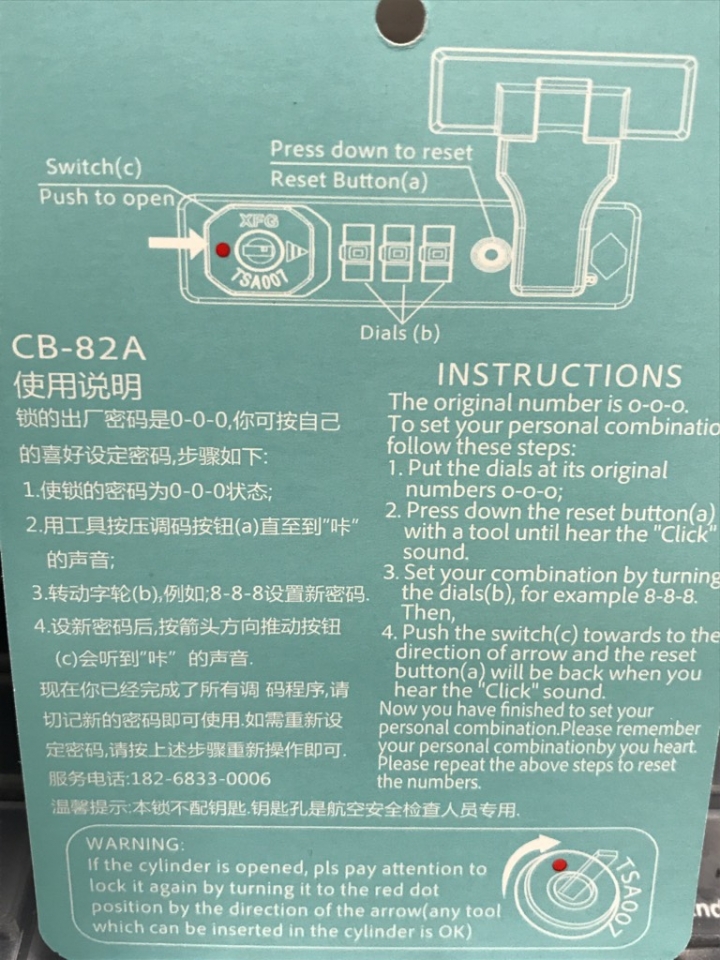 Press down to reset
Reset Button(a)
Switch(c)
Push to open
XPG
TSA007
Dials (b)
CB-82A
使用说明
锁的出厂密码是0-0-0,你可按自己
的喜好设定密码,步骤如下:
1.使锁的密码为0-0-0状态;
2.用工具按压调码按钮(a)直至到"咔"
的声音;
3.转动字轮(b),例如;8-8-8设置新密码.
4.设新密码后,按箭头方向推动按钮
(c)会听到"咔" 的声音.
现在你已经完成了所有调 码程序,请
切记新的密码即可使用.如需重新设
定密码,请按上述步骤重新操作即可.
服务电话:182-6833-0006
温馨提示:本锁不配钥匙.钥匙孔是航空安全检查人员专用.
INSTRUCTIONS
The original number is o-o-o.
To set your personal combinatio
follow these steps:
1. Put the dials at its original
numbers o-o-o;
2. Press down the reset button(a)
with a tool until hear the "Click"
sound.
3. Set your combination by turning
the dials(b), for example 8-8-8.
Then,
4. Push the switch(c) towards to the
direction of arrow and the reset
button(a) will be back when you
hear the "Click" sound.
Now you have finished to set your
personal combination.Please remember
your personal combinationby you heart.
Please repeat the above steps to reset
the numbers.
WARNING:
If the cylinder is opened, pls pay attention to
lock it again by turning it to the red dot
position by the direction of the arrow(any tool
which can be inserted in the cylinder is OK)
TSA007